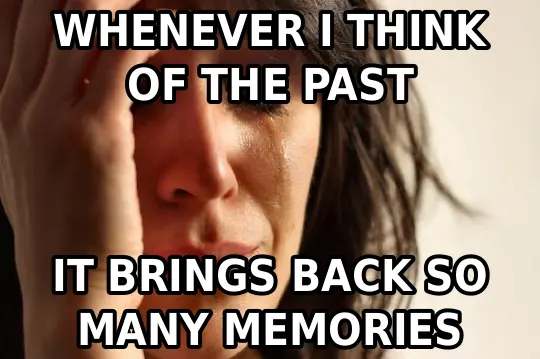 WHENEVER I THINK
OF THE PAST
IT BRINGS BACK SO
MANY MEMORIES